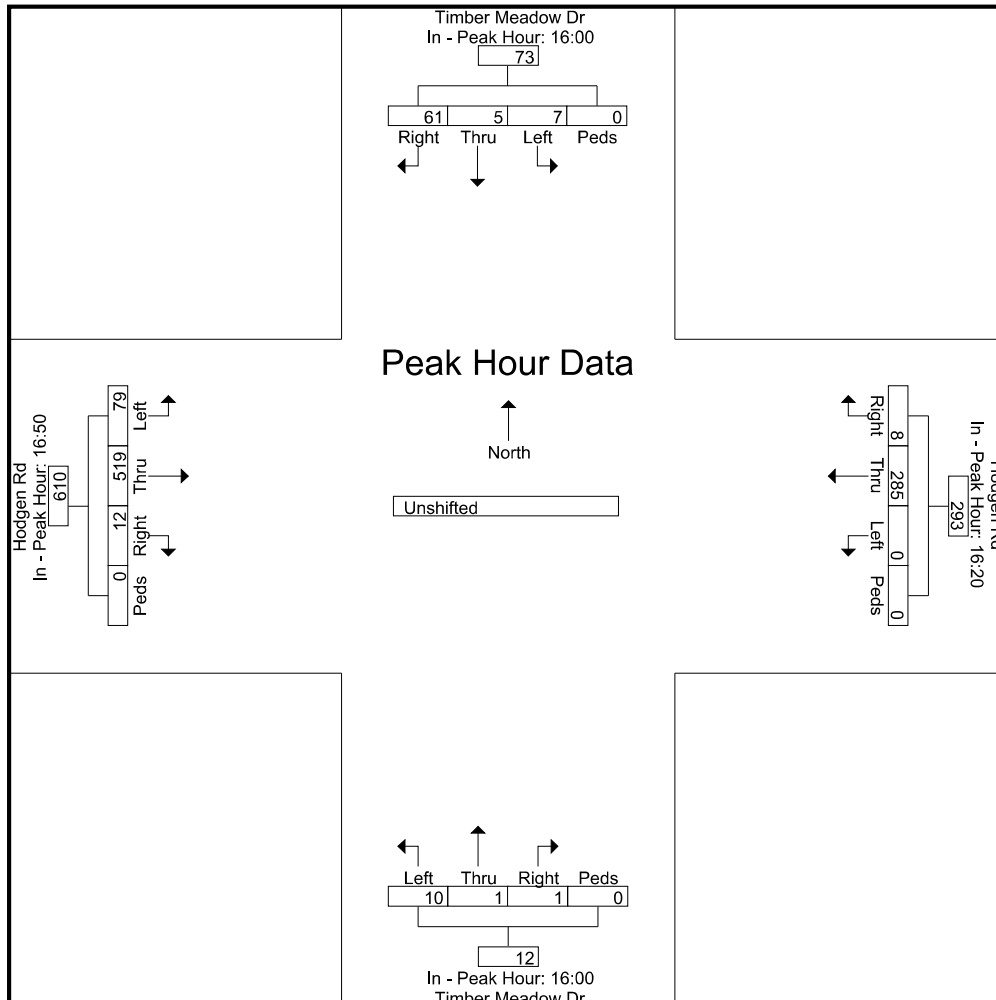 Timber Meadow Dr
In - Peak Hour: 16:00
73
61 5 7 0
Right Thru Left Peds
Peak Hour Data
North
Unshifted
Hodgen Rd
In - Peak Hour: 16:50
610
79 519 12 0
Left Thru Right Peds
Right Thru Left Peds
8 285 0 0
293
In - Peak Hour: 16:20
Hodgen Rd
Left Thru Right Peds
10 1 1 0
12
In - Peak Hour: 16:00
Timber Meadow Dr